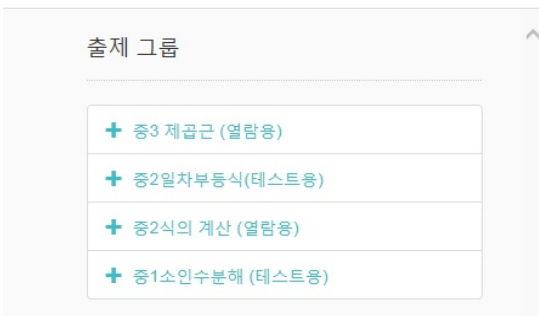 출제 그룹
중3 제곱근 (열람용)
중2일차부등식(테스트용)
중2식의 계산 (열람용)
중1소인수분해 (테스트용)